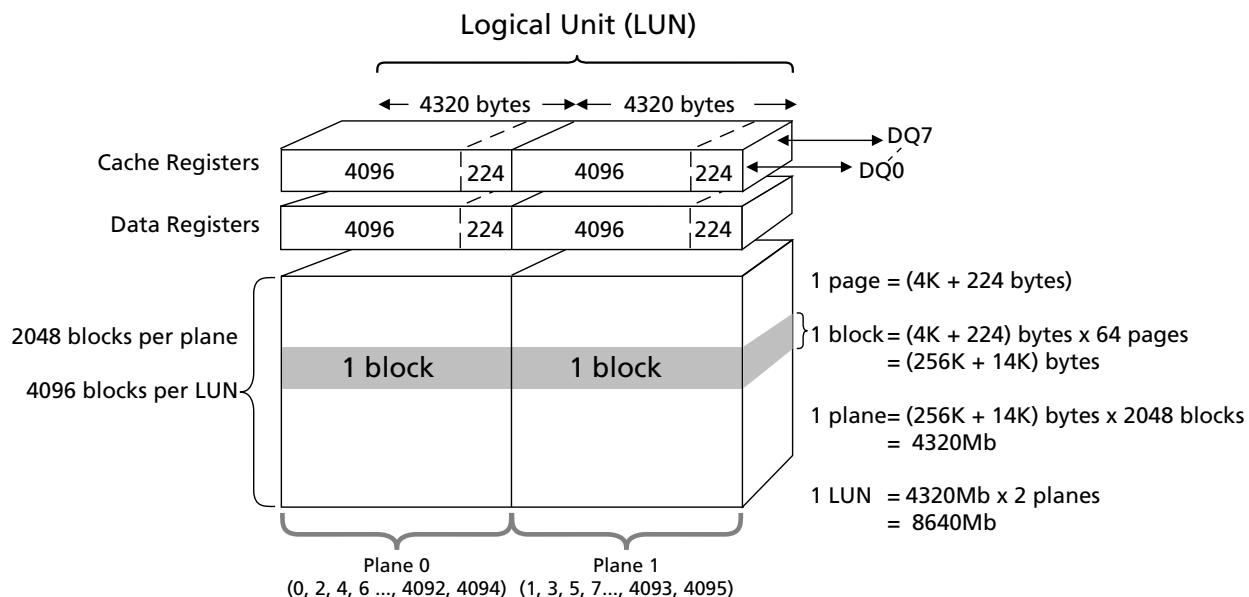 Logical Unit (LUN)
4320 bytes 4320 bytes
Cache Registers
4096 224 4096 224
DQ7
DQ0
Data Registers
4096 224 4096 224
2048 blocks per plane
4096 blocks per LUN
1 block 1 block
1 page = (4K + 224 bytes)
1 block = (4K + 224) bytes x 64 pages
= (256K + 14K) bytes
1 plane= (256K + 14K) bytes x 2048 blocks
= 4320Mb
1 LUN = 4320Mb x 2 planes
= 8640Mb
Plane 0
(0, 2, 4, 6 ..., 4092, 4094)
Plane 1
(1, 3, 5, 7..., 4093, 4095)